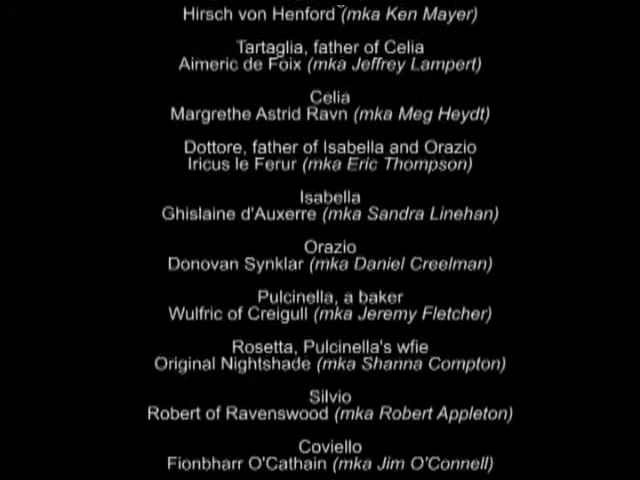 Hirsch von Henford (mka Ken Mayer)
Tartaglia, father of Celia
Aimeric de Foix (mka Jeffrey Lampert)
Celia
Margrethe Astrid Ravn (mka Meg Heydt)
Dottore, father of Isabella and Orazio
Iricus le Ferur (mka Eric Thompson)
Isabella
Ghislaine d'Auxerre (mka Sandra Linehan)
Orazio
Donovan Synklar (mka Daniel Creelman)
Pulcinella, a baker
Wulfric of Creigull (mka Jeremy Fletcher)
Rosetta, Pulcinella's wfie
Original Nightshade (mka Shanna Compton)
Silvio
Robert of Ravenswood (mka Robert Appleton)
Coviello
Fionbharr O'Cathain (mka Jim O'Connell)